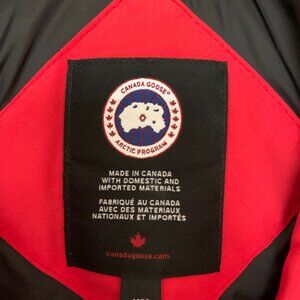 CANADA GOOSE®
ARCTIC PROGRAM
MADE IN CANADA
WITH DOMESTIC AND
IMPORTED MATERIALS
FABRIQUÉ AU CANADA
AVEC DES MATERIAUX
NATIONAUX ET IMPORTÉS
canadagoose.com